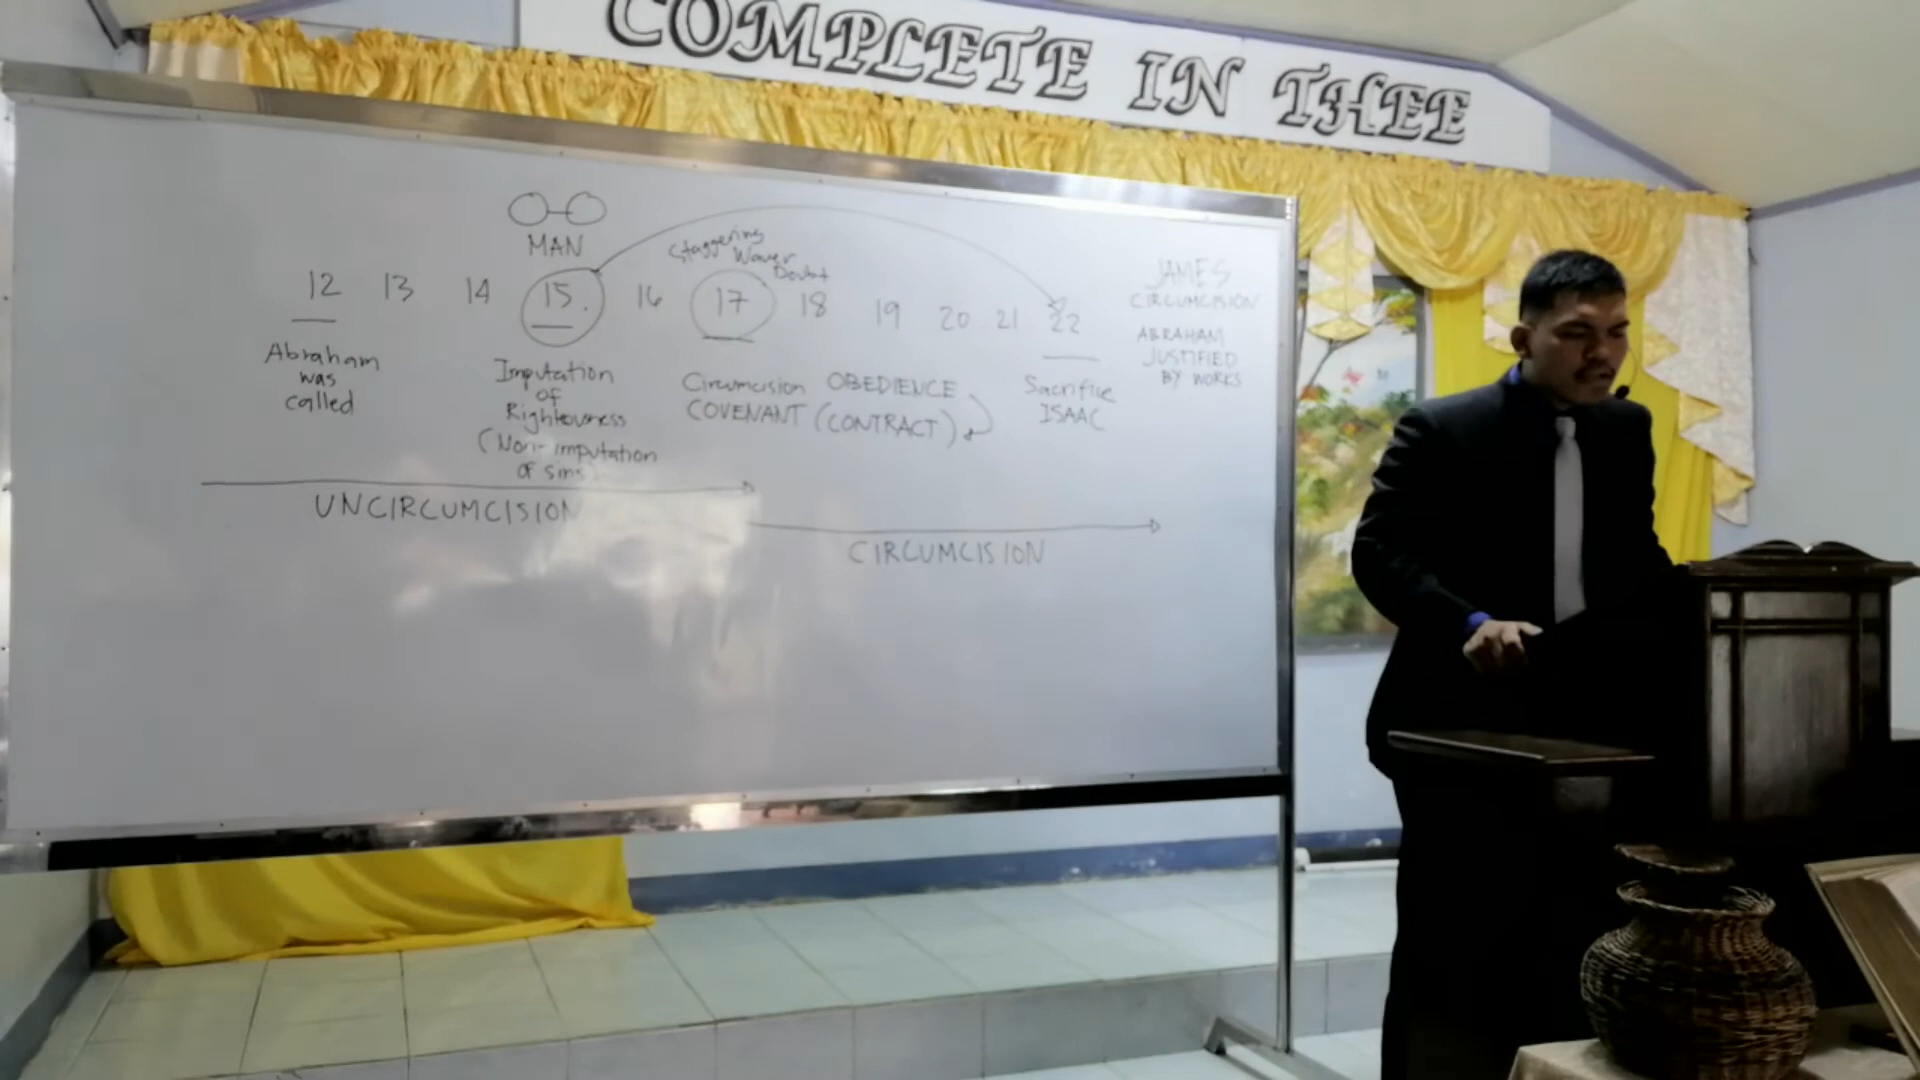 COMPLETE IN THEE
MAN
Staggering
Waver
Doubt
12 13 14 15. 16 17 18 19 20 21 22
Abraham
was
called
Imputation
of
Righteousness
(Non-imputation
of sins)
Circumcision OBEDIENCE
COVENANT (CONTRACT)
Sacrifice
ISAAC
JAMES
CIRCUMCISION
ABRAHAM
JUSTIFIED
BY WORKS
UNCIRCUMCISION
CIRCUMCISION